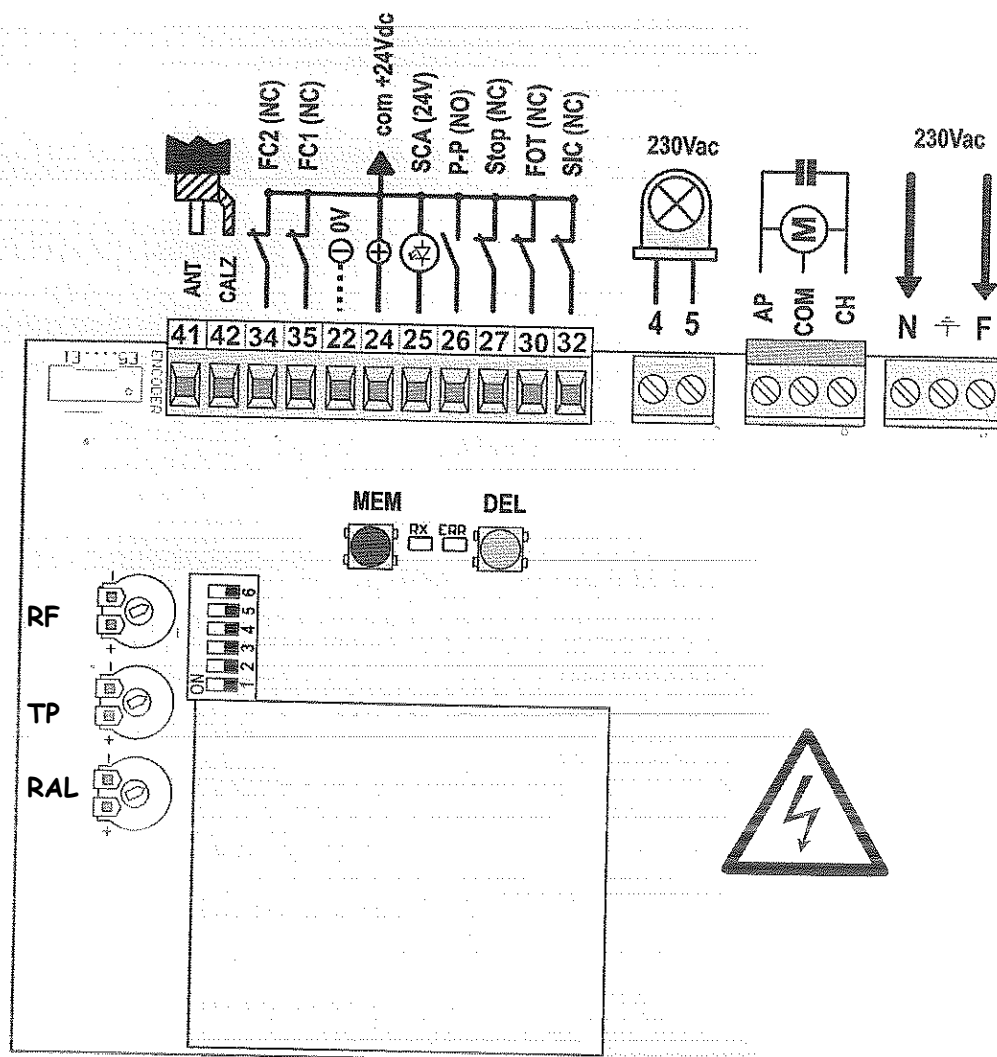 FC2 (NC)
FC1 (NC)
0V
com +24Vdc
SCA (24V)
P-P (NO)
Stop (NC)
FOT (NC)
SIC (NC)
ANT
CALZ
230Vac
230Vac
4 5
AP
COM
M
CH
N F
41 42 34 35 22 24 25 26 27 30 32
E5 E1
ENCODER
MEM
DEL
RX ERR
RF
TP
RAL
- +
- +
- +
ON
1 2 3 4 5 6